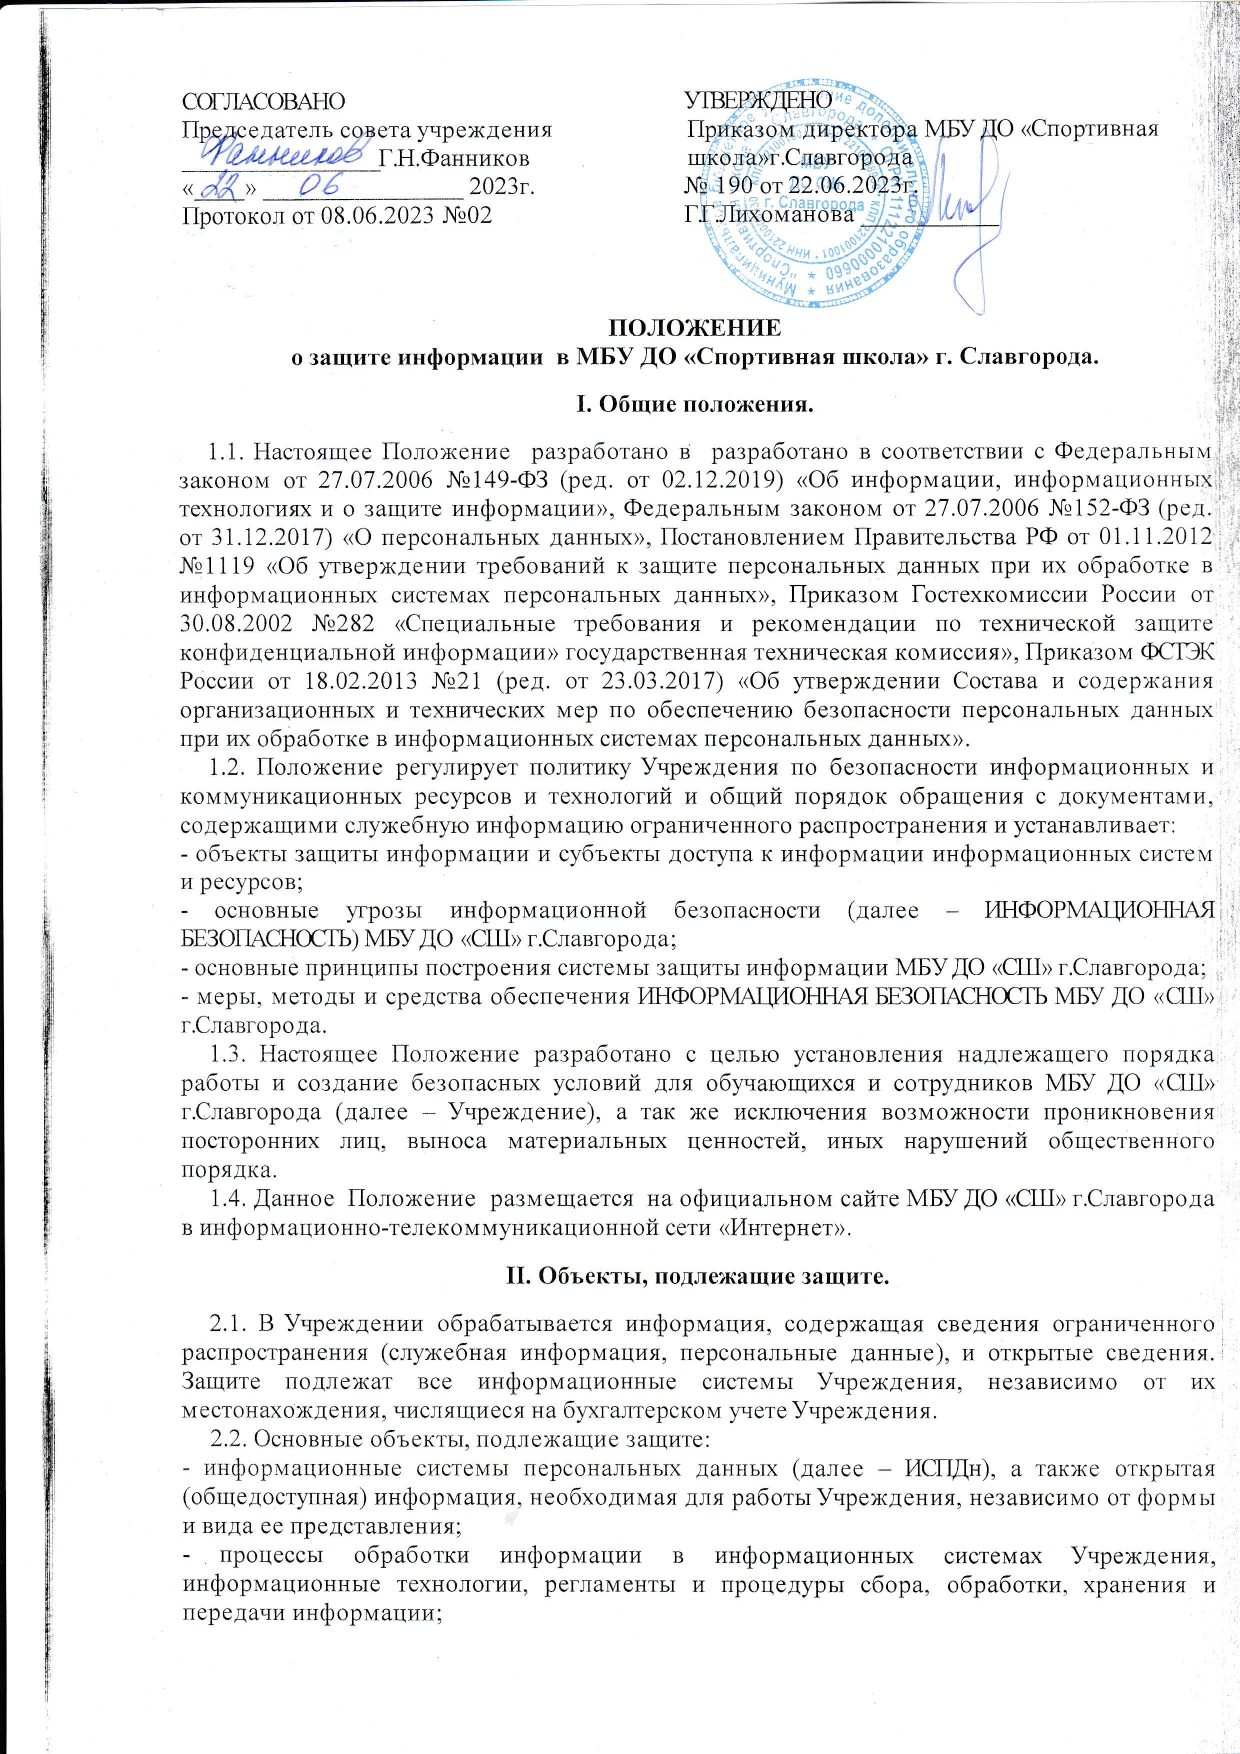 СОГЛАСОВАНО
Председатель совета учреждения
Фанников Г.Н.Фанников
« 22 » 06 2023г.
Протокол от 08.06.2023 №02
УТВЕРЖДЕНО
Приказом директора МБУ ДО «Спортивная
школа»г.Славгорода
№ 190 от 22.06.2023г.
Г.Г.Лихоманова
г. Славгорода
ПОЛОЖЕНИЕ
о защите информации в МБУ ДО «Спортивная школа» г. Славгорода.
I. Общие положения.
1.1. Настоящее Положение разработано в разработано в соответствии с Федеральным
законом от 27.07.2006 №149-ФЗ (ред. от 02.12.2019) «Об информации, информационных
технологиях и о защите информации», Федеральным законом от 27.07.2006 №152-ФЗ (ред.
от 31.12.2017) «О персональных данных», Постановлением Правительства РФ от 01.11.2012
№1119 «Об утверждении требований к защите персональных данных при их обработке в
информационных системах персональных данных», Приказом Гостехкомиссии России от
30.08.2002 №282 «Специальные требования и рекомендации по технической защите
конфиденциальной информации» государственная техническая комиссия», Приказом ФСТЭК
России от 18.02.2013 №21 (ред. от 23.03.2017) «Об утверждении Состава и содержания
организационных и технических мер по обеспечению безопасности персональных данных
при их обработке в информационных системах персональных данных».
1.2. Положение регулирует политику Учреждения по безопасности информационных и
коммуникационных ресурсов и технологий и общий порядок обращения с документами,
содержащими служебную информацию ограниченного распространения и устанавливает:
- объекты защиты информации и субъекты доступа к информации информационных систем
и ресурсов;
- основные угрозы информационной безопасности (далее – ИНФОРМАЦИОННАЯ
БЕЗОПАСНОСТЬ) МБУ ДО «СШ» г.Славгорода;
- основные принципы построения системы защиты информации МБУ ДО «СШ» г.Славгорода;
- меры, методы и средства обеспечения ИНФОРМАЦИОННАЯ БЕЗОПАСНОСТЬ МБУ ДО «СШ»
г.Славгорода.
1.3. Настоящее Положение разработано с целью установления надлежащего порядка
работы и создание безопасных условий для обучающихся и сотрудников МБУ ДО «СШ»
г.Славгорода (далее – Учреждение), а так же исключения возможности проникновения
посторонних лиц, выноса материальных ценностей, иных нарушений общественного
порядка.
1.4. Данное Положение размещается на официальном сайте МБУ ДО «СШ» г.Славгорода
в информационно-телекоммуникационной сети «Интернет».
II. Объекты, подлежащие защите.
2.1. В Учреждении обрабатывается информация, содержащая сведения ограниченного
распространения (служебная информация, персональные данные), и открытые сведения.
Защите подлежат все информационные системы Учреждения, независимо от их
местонахождения, числящиеся на бухгалтерском учете Учреждения.
2.2. Основные объекты, подлежащие защите:
- информационные системы персональных данных (далее – ИСПДн), а также открытая
(общедоступная) информация, необходимая для работы Учреждения, независимо от формы
и вида ее представления;
- процессы обработки информации в информационных системах Учреждения,
информационные технологии, регламенты и процедуры сбора, обработки, хранения и
передачи информации;